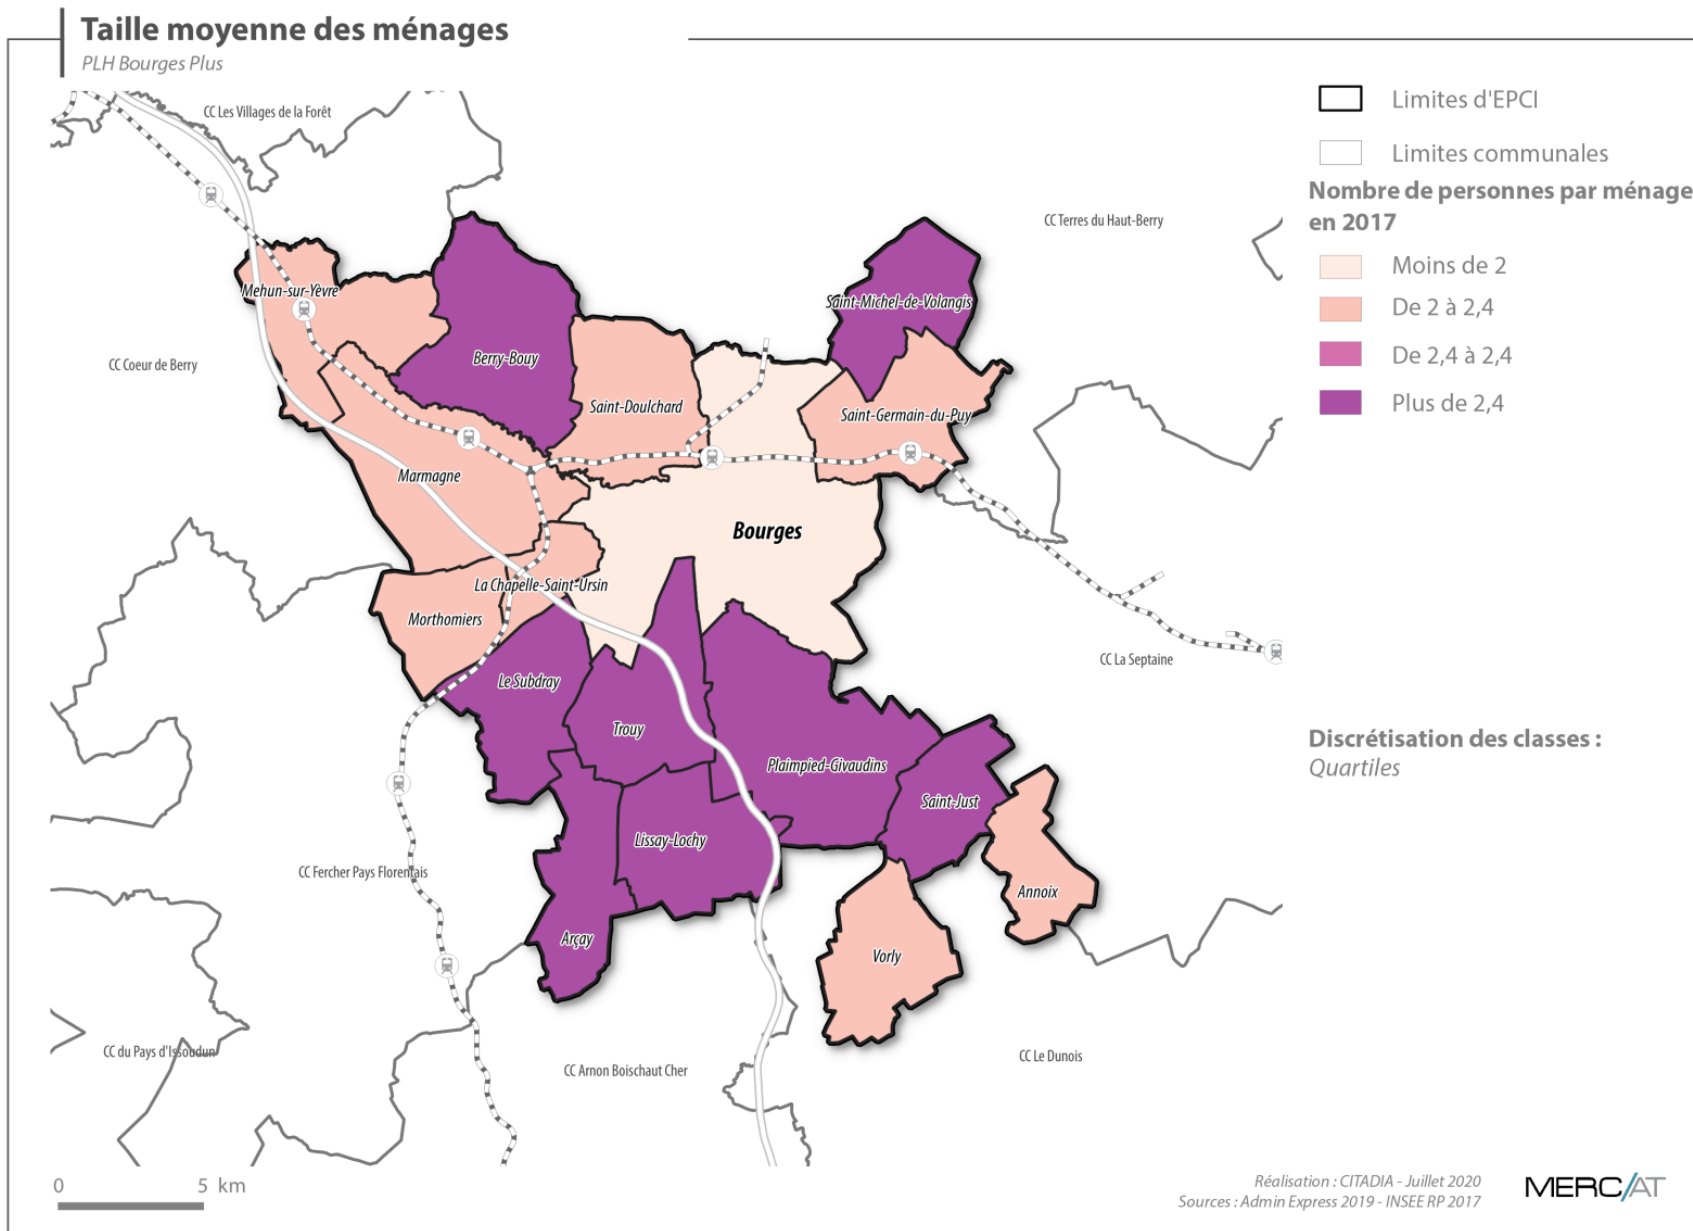 Taille moyenne des ménages
PLH Bourges Plus
CC Les Villages de la Forêt
CC Terres du Haut-Berry
Mehun-sur-Yèvre
Saint-Michel-de-Volangis
Berry-Bouy
CC Coeur de Berry
Saint-Doulchard
Saint-Germain-du-Puy
Marmagne
Bourges
La Chapelle-Saint-Ursin
Morthomiers
CC La Septaine
Le Subdray
Trouy
Plaimpied-Givaudins
Saint-Just
Lissay-Lochy
CC Fercher Pays Florentais
Annoix
Arçay
Vorly
CC du Pays d'Issoudun
CC Arnon Boischaut Cher
CC Le Dunois
0 5 km
Limites d'EPCI
Limites communales
Nombre de personnes par ménage
en 2017
Moins de 2
De 2 à 2,4
De 2,4 à 2,4
Plus de 2,4
Discrétisation des classes :
Quartiles
Réalisation : CITADIA - Juillet 2020
Sources : Admin Express 2019 - INSEE RP 2017
MERC/AT